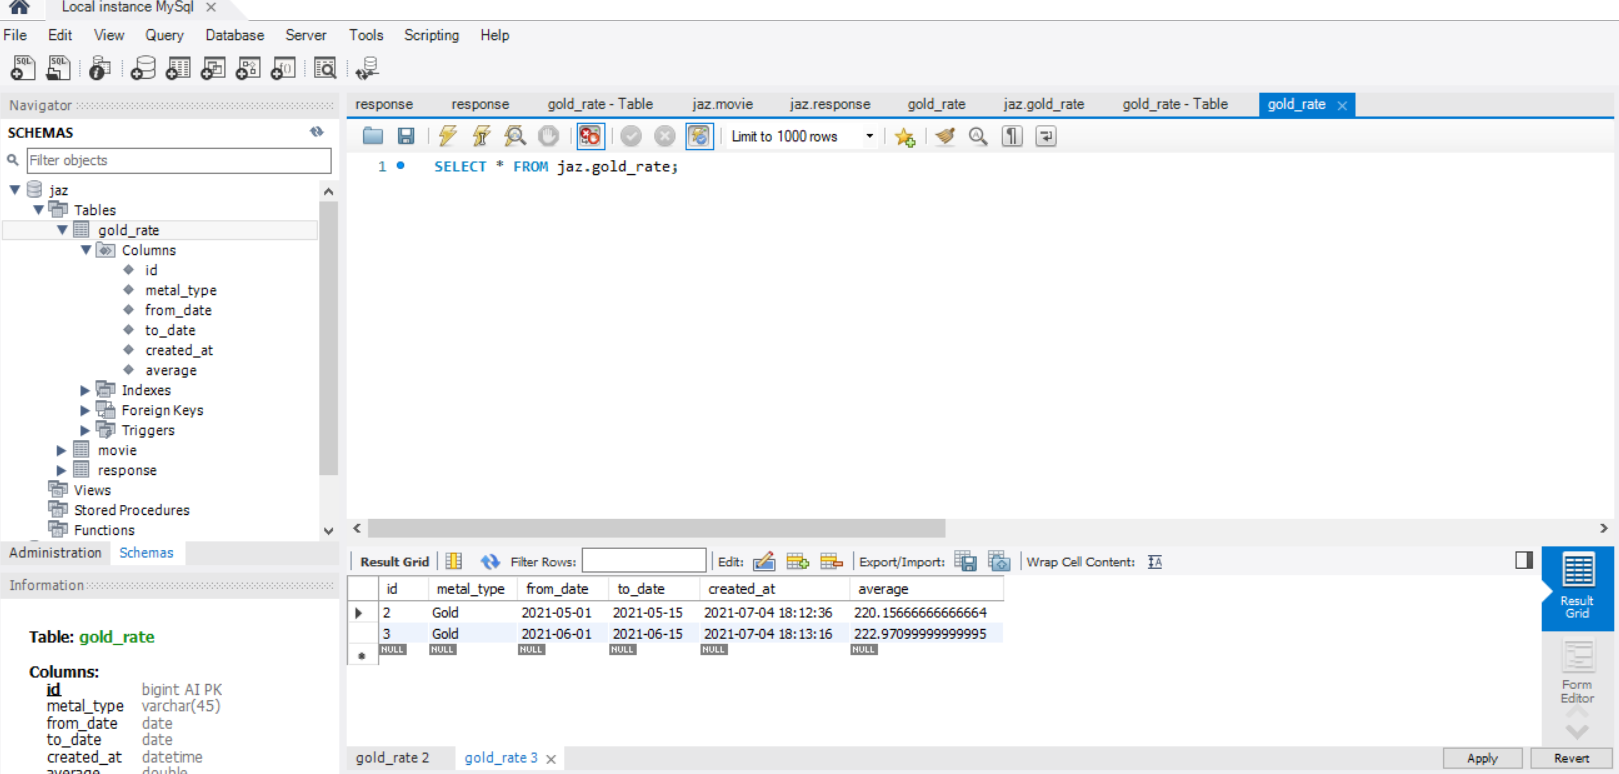 Local instance MySql ×
File Edit View Query Database Server Tools Scripting Help
Navigator
SCHEMAS
Filter objects
jaz
Tables
gold_rate
Columns
id
metal_type
from_date
to_date
created_at
average
Indexes
Foreign Keys
Triggers
movie
response
Views
Stored Procedures
Functions
Administration Schemas
Information
Table: gold_rate
Columns:
id bigint AI PK
metal_type varchar(45)
from_date date
to_date date
created_at datetime
average double
response response gold_rate - Table jaz.movie jaz.response gold_rate jaz.gold_rate gold_rate - Table gold_rate ×
Limit to 1000 rows
1 SELECT * FROM jaz.gold_rate;
Result Grid Filter Rows: Edit: Export/Import: Wrap Cell Content:
id metal_type from_date to_date created_at average
2 Gold 2021-05-01 2021-05-15 2021-07-04 18:12:36 220.15666666666664
3 Gold 2021-06-01 2021-06-15 2021-07-04 18:13:16 222.97099999999995
NULL NULL NULL NULL NULL NULL
Result
Grid
Form
Editor
gold_rate 2 gold_rate 3 ×
Apply Revert